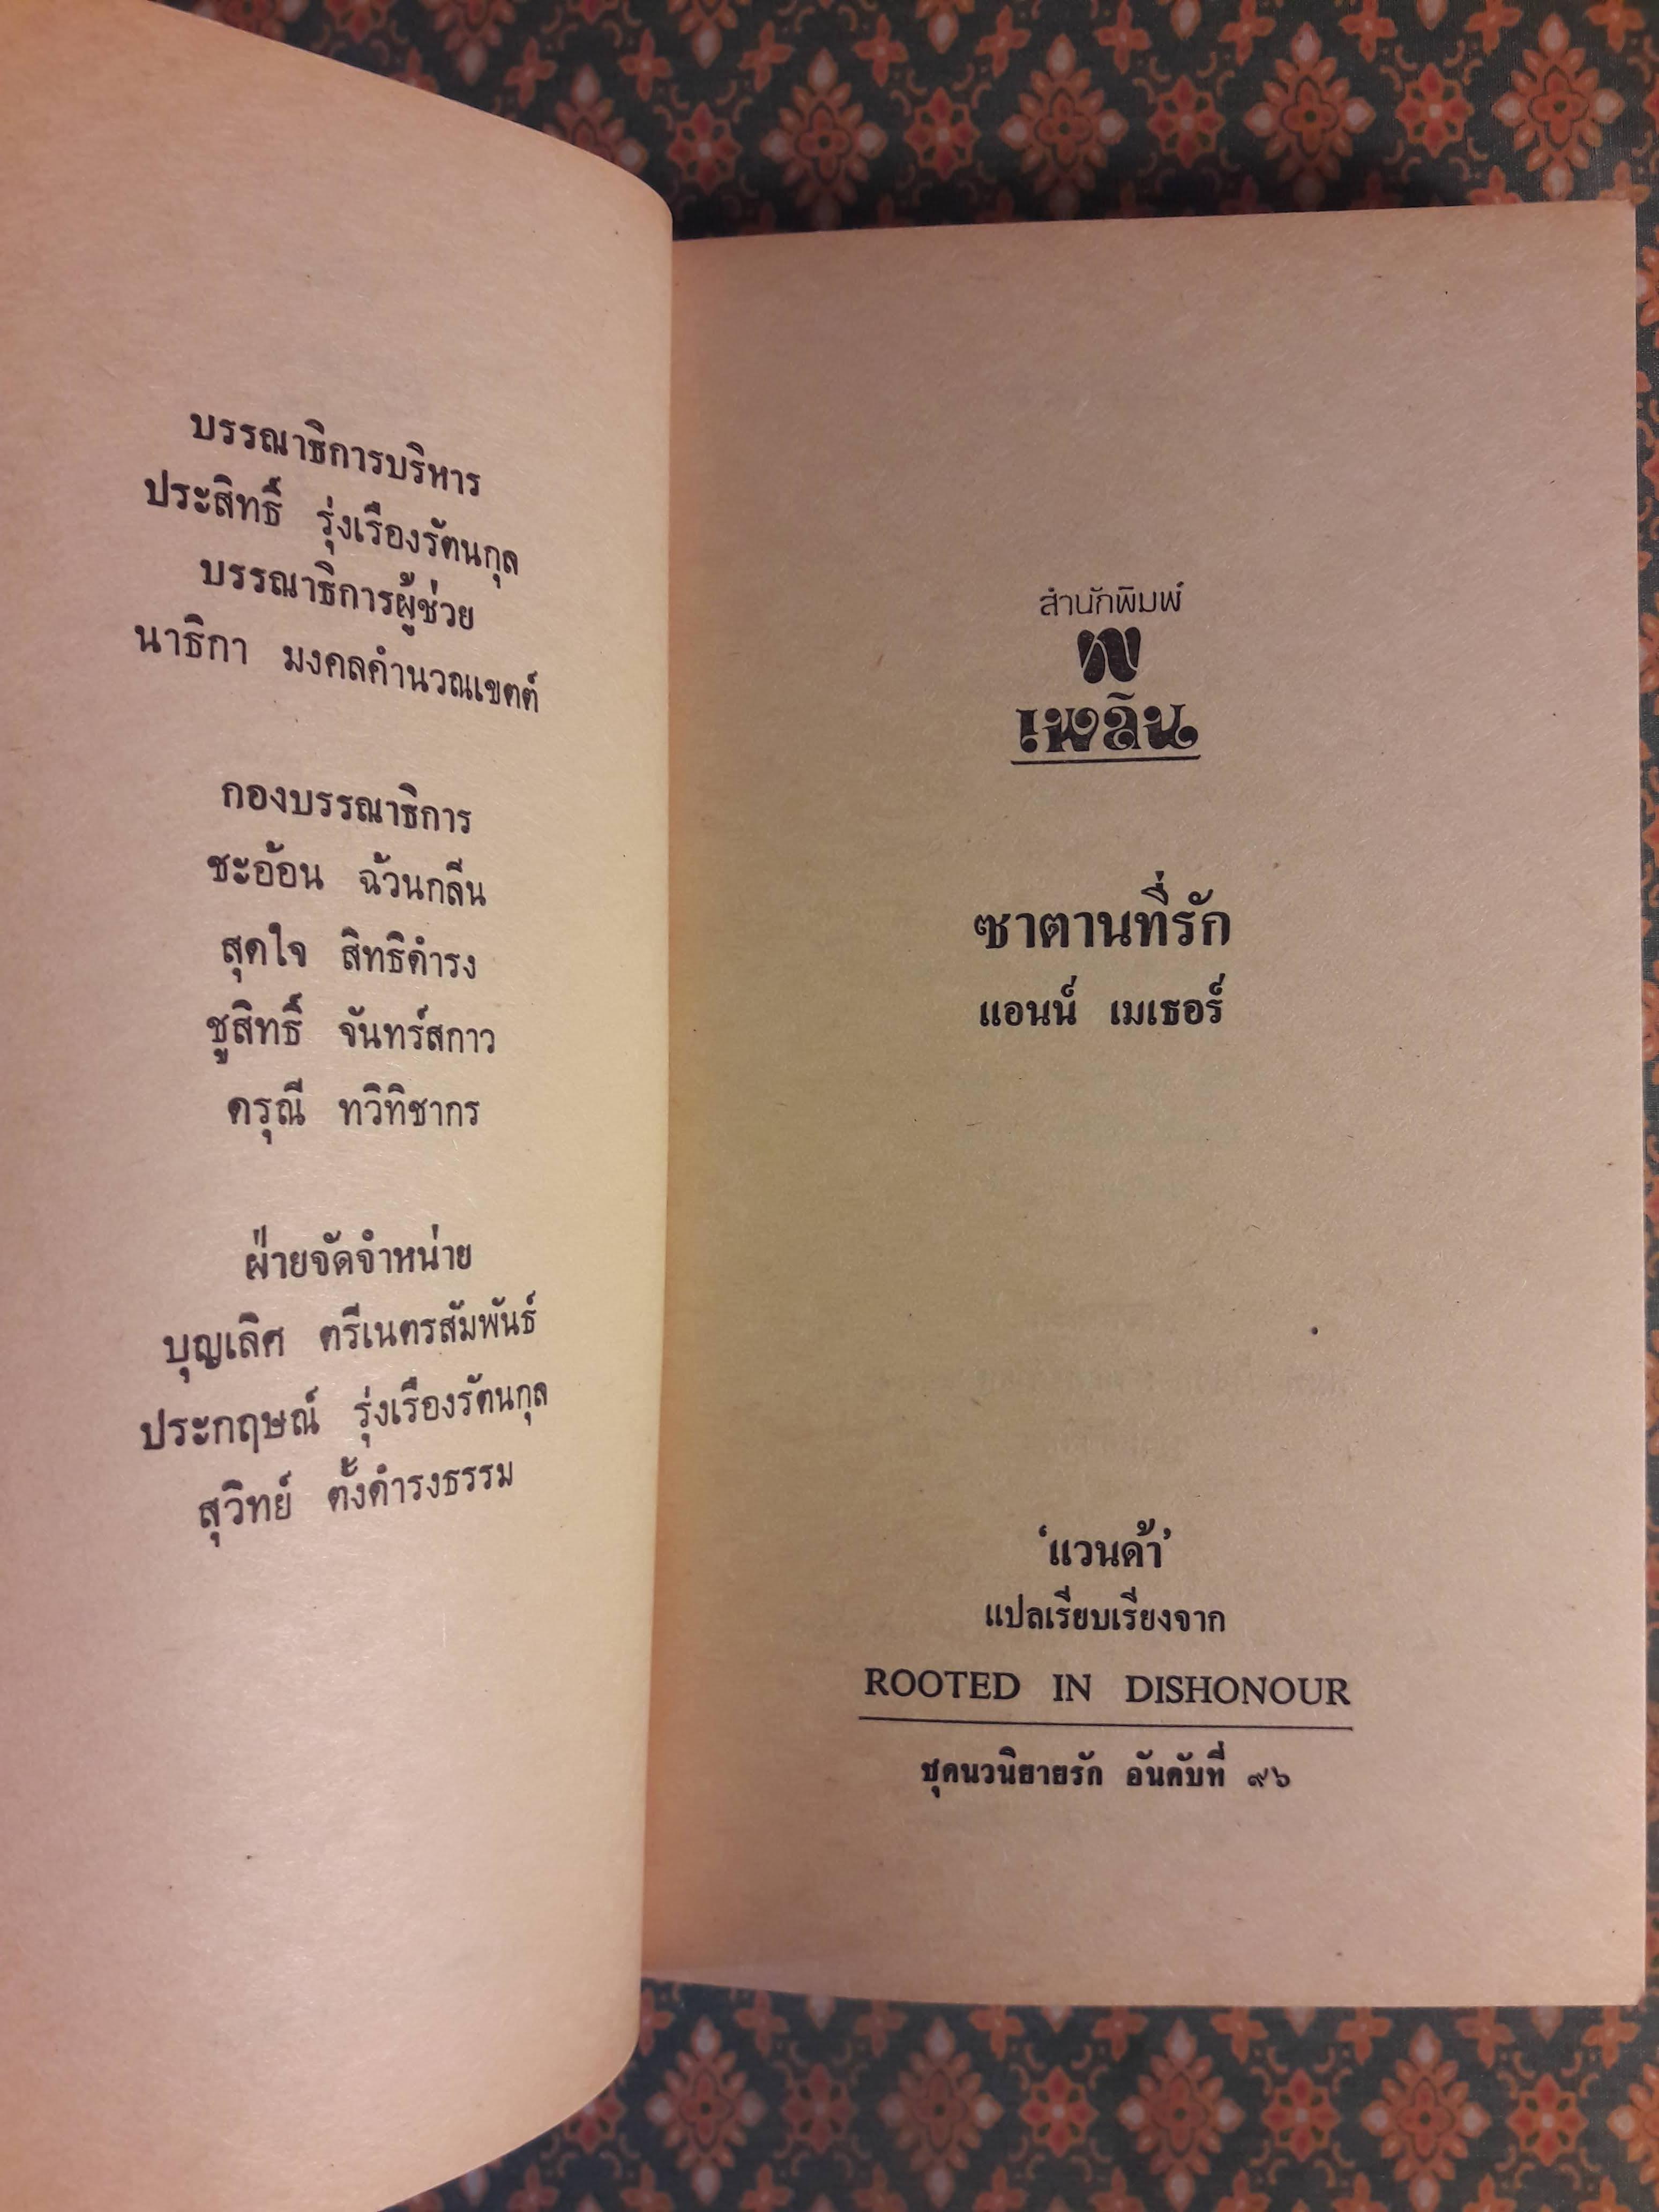 บรรณาธิการบริหาร
ประสิทธิ์ รุ่งเรืองรัตนกุล
บรรณาธิการผู้ช่วย
นาธิกา มงคลคำนวณเขตต์
กองบรรณาธิการ
ชะอ้อน ฉ้วนกลีน
สุดใจ สิทธิดำรง
ชูสิทธิ์ จันทร์สกาว
ดรุณี ทวิทิชากร
ฝ่ายจัดจำหน่าย
บุญเลิศ ตรีเนตรสัมพันธ์
ประกฤษณ์ รุ่งเรืองรัตนกุล
สุวิทย์ ตั้งดำรงธรรม
สำนักพิมพ์
เพลิน
ซาตานที่รัก
แอนน์ เมเธอร์
‘แวนด้า’
แปลเรียบเรียงจาก
ROOTED IN DISHONOUR
ชุดนวนิยายรัก อันดับที่ ๙๖